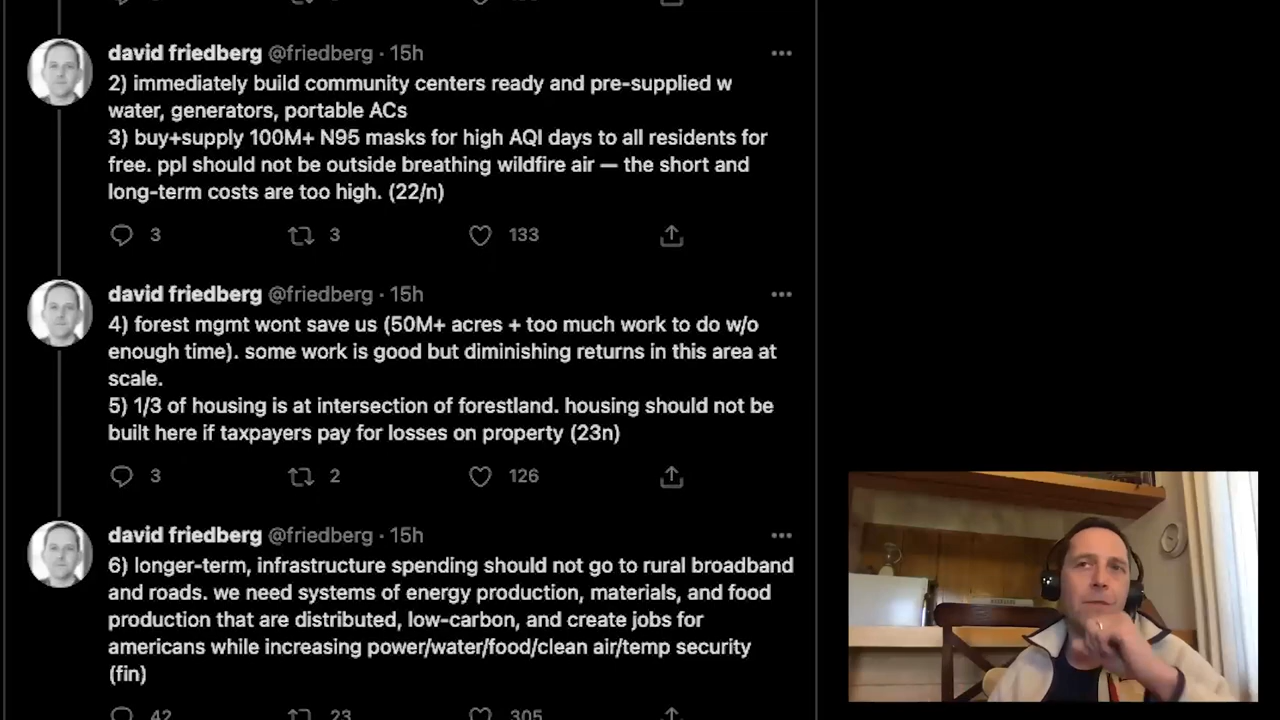 david friedberg @friedberg · 15h
2) immediately build community centers ready and pre-supplied w
water, generators, portable ACs
3) buy+supply 100M+ N95 masks for high AQI days to all residents for
free. ppl should not be outside breathing wildfire air — the short and
long-term costs are too high. (22/n)
3 3 133
david friedberg @friedberg · 15h
4) forest mgmt wont save us (50M+ acres + too much work to do w/o
enough time). some work is good but diminishing returns in this area at
scale.
5) 1/3 of housing is at intersection of forestland. housing should not be
built here if taxpayers pay for losses on property (23n)
3 2 126
david friedberg @friedberg · 15h
6) longer-term, infrastructure spending should not go to rural broadband
and roads. we need systems of energy production, materials, and food
production that are distributed, low-carbon, and create jobs for
americans while increasing power/water/food/clean air/temp security
(fin)
42 23 305